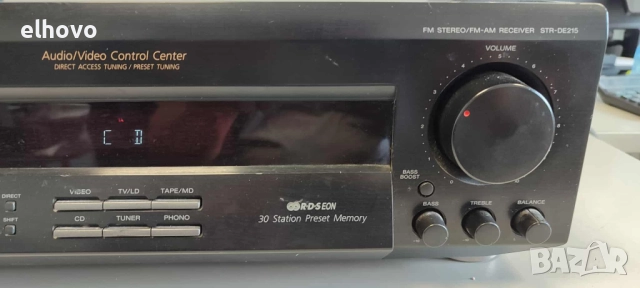 elhovo
FM STEREO/FM-AM RECEIVER STR-DE215
Audio/Video Control Center
DIRECT ACCESS TUNING / PRESET TUNING
VOLUME
CD
BASS BOOST
VIDEO TV/LD TAPE/MD
DIRECT
CD TUNER PHONO
SHIFT
R·D·S EON
30 Station Preset Memory
BASS TREBLE BALANCE
BAZAR